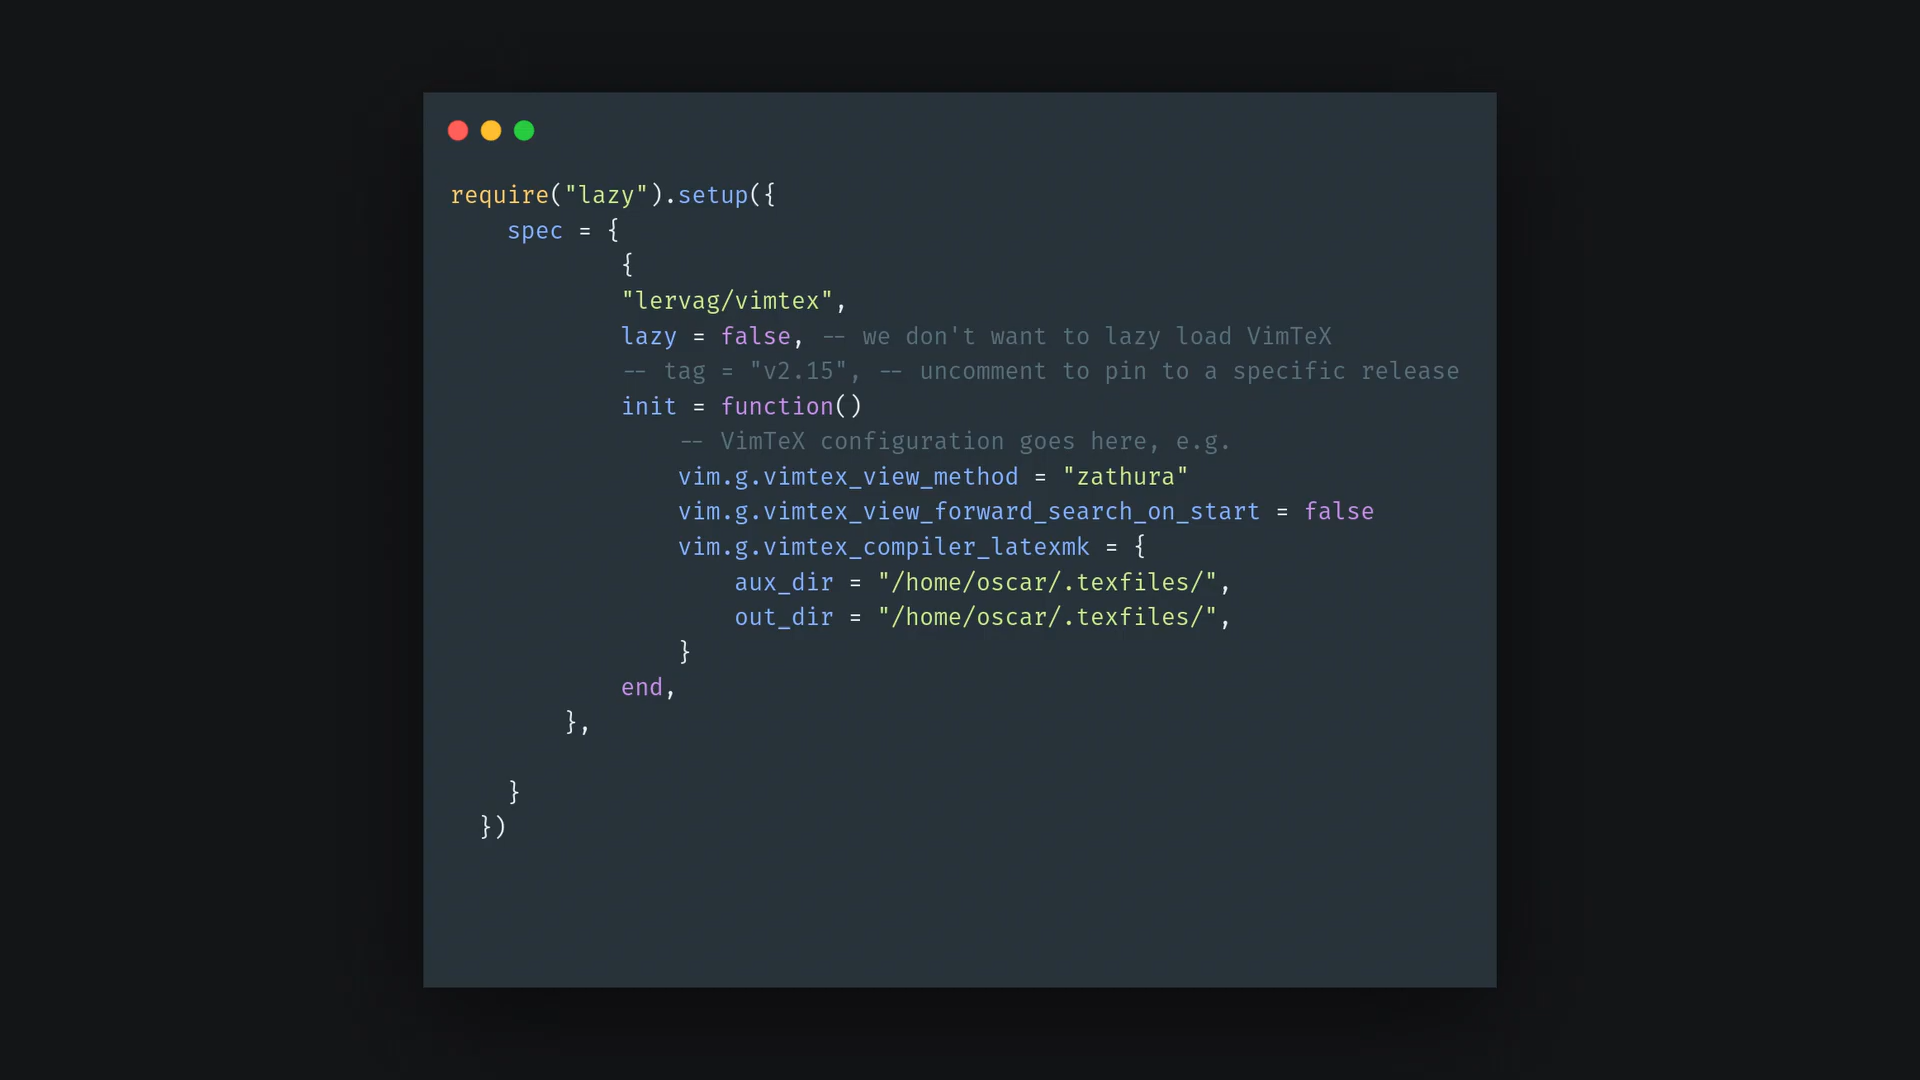 require("lazy").setup({
    spec = {
            {
            "lervag/vimtex",
            lazy = false, -- we don't want to lazy load VimTeX
            -- tag = "v2.15", -- uncomment to pin to a specific release
            init = function()
                -- VimTeX configuration goes here, e.g.
                vim.g.vimtex_view_method = "zathura"
                vim.g.vimtex_view_forward_search_on_start = false
                vim.g.vimtex_compiler_latexmk = {
                    aux_dir = "/home/oscar/.texfiles/",
                    out_dir = "/home/oscar/.texfiles/",
                }
            end,
        },

    }
  })